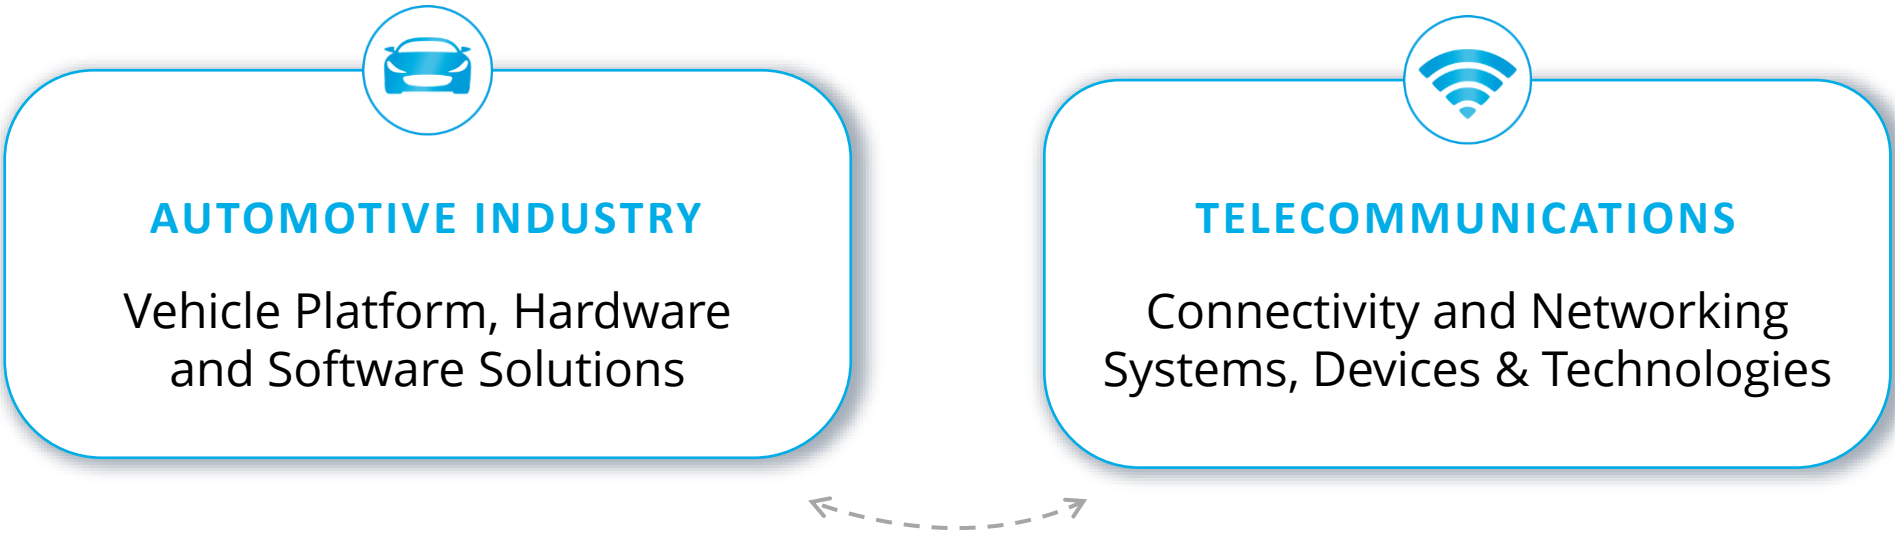 AUTOMOTIVE INDUSTRY
Vehicle Platform, Hardware
and Software Solutions
TELECOMMUNICATIONS
Connectivity and Networking
Systems, Devices & Technologies